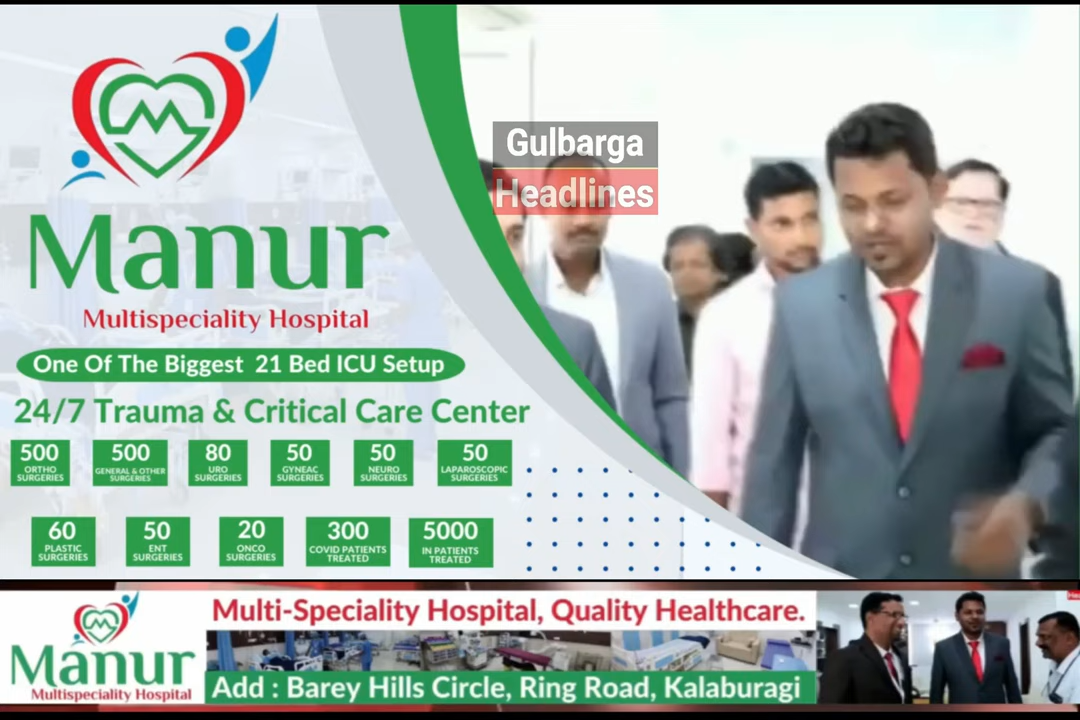 Gulbarga
Headlines
Manur
Multispeciality Hospital
One Of The Biggest 21 Bed ICU Setup
24/7 Trauma & Critical Care Center
500
ORTHO
SURGERIES
500
GENERAL & OTHER
SURGERIES
80
URO
SURGERIES
50
GYNEAC
SURGERIES
50
NEURO
SURGERIES
50
LAPAROSCOPIC
SURGERIES
60
PLASTIC
SURGERIES
50
ENT
SURGERIES
20
ONCO
SURGERIES
300
COVID PATIENTS
TREATED
5000
IN PATIENTS
TREATED
Manur
Multispeciality Hospital
Multi-Speciality Hospital, Quality Healthcare.
Add : Barey Hills Circle, Ring Road, Kalaburagi